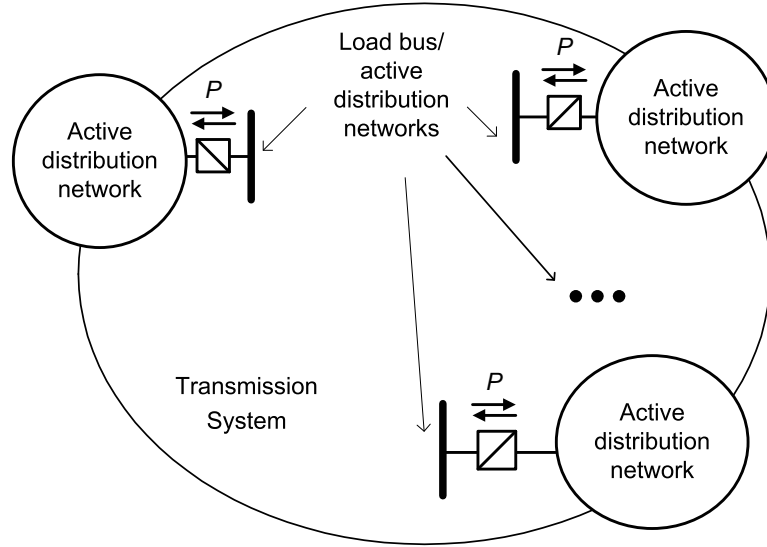 Load bus/
active
distribution
networks
P
Active
distribution
network
P
Active
distribution
network
Transmission
System
P
Active
distribution
network